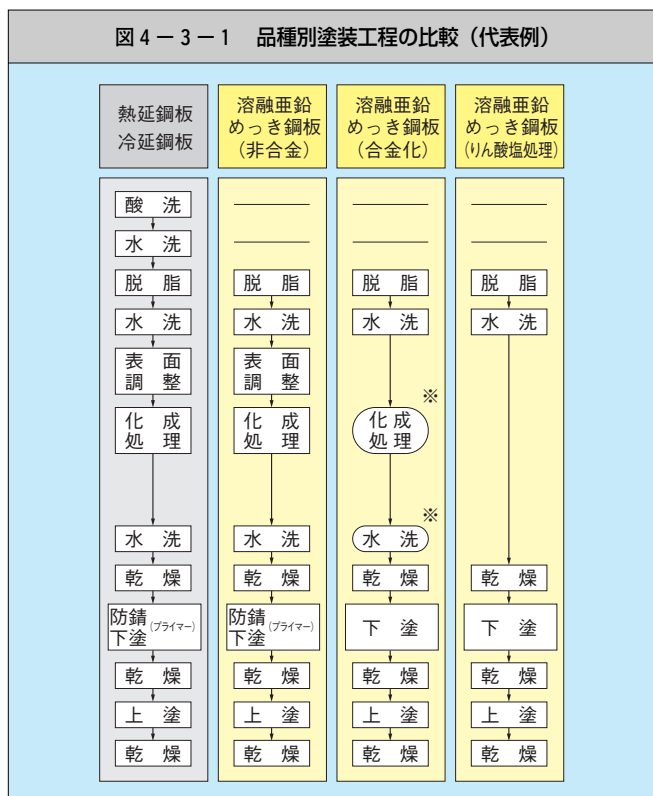 図4-3-1 品種別塗装工程の比較（代表例）
熱延鋼板
冷延鋼板
酸 洗
水 洗
脱 脂
水 洗
表 面
調 整
化 成
処 理
水 洗
乾 燥
防錆
下塗(プライマー)
乾 燥
上 塗
乾 燥
溶融亜鉛
めっき鋼板
(非合金)
脱 脂
水 洗
表 面
調 整
化 成
処 理
水 洗
乾 燥
防錆
下塗(プライマー)
乾 燥
上 塗
乾 燥
溶融亜鉛
めっき鋼板
(合金化)
脱 脂
水 洗
※
化 成
処 理
※
水 洗
乾 燥
下 塗
乾 燥
上 塗
乾 燥
溶融亜鉛
めっき鋼板
(りん酸塩処理)
脱 脂
水 洗
乾 燥
下 塗
乾 燥
上 塗
乾 燥